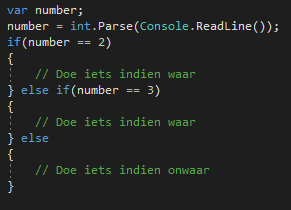 var number;
number = int.Parse(Console.ReadLine());
if(number == 2)
{
    // Doe iets indien waar
} else if(number == 3)
{
    // Doe iets indien waar
} else
{
    // Doe iets indien onwaar
}